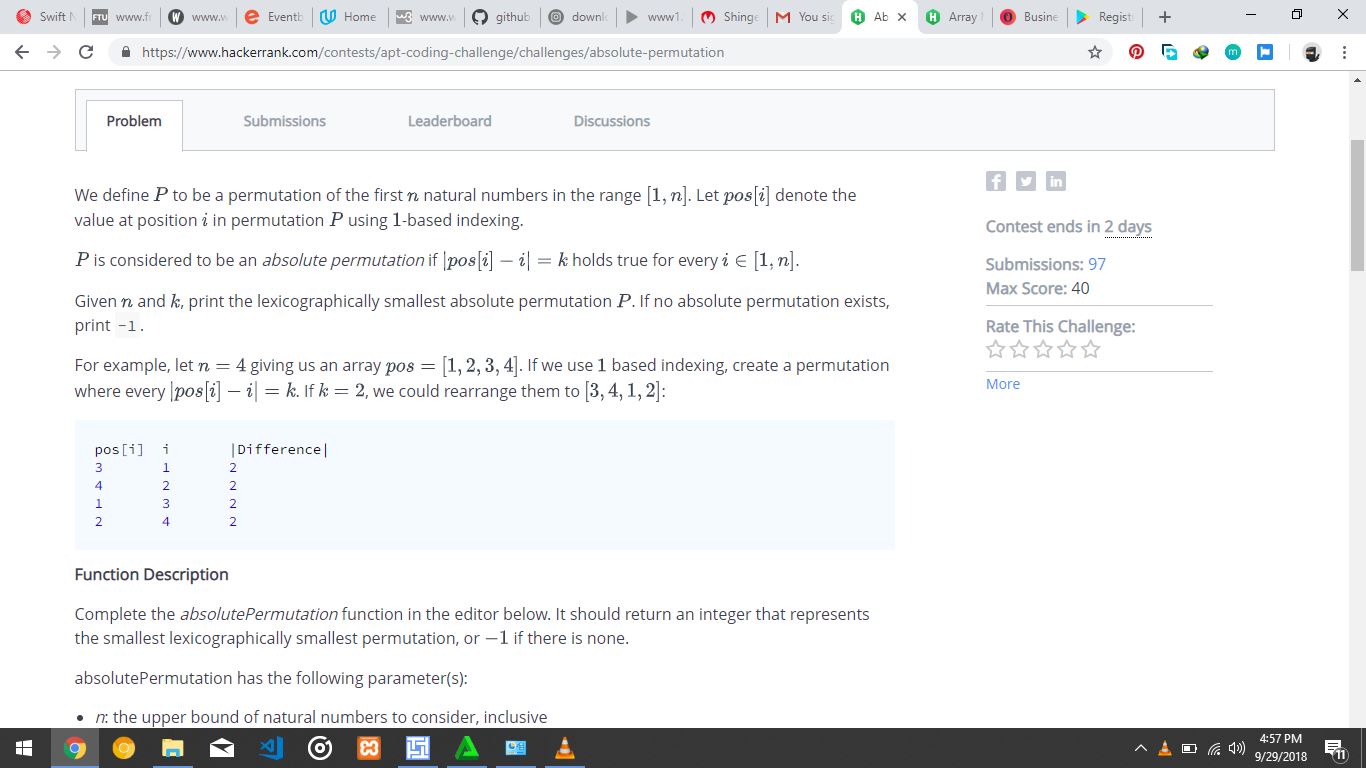 Swift N
FTU www.fr
www.w
Eventb
Home
w3 www.w
github
downlo
www1.
Shinge
You sig
Ab
Array
Busine
Regist
https://www.hackerrank.com/contests/apt-coding-challenge/challenges/absolute-permutation
Problem Submissions Leaderboard Discussions
We define P to be a permutation of the first n natural numbers in the range [1, n]. Let pos[i] denote the
value at position i in permutation P using 1-based indexing.
P is considered to be an absolute permutation if |pos[i] − i| = k holds true for every i ∈ [1, n].
Given n and k, print the lexicographically smallest absolute permutation P. If no absolute permutation exists,
print -1.
For example, let n = 4 giving us an array pos = [1, 2, 3, 4]. If we use 1 based indexing, create a permutation
where every |pos[i] − i| = k. If k = 2, we could rearrange them to [3, 4, 1, 2]:
pos[i] i |Difference|
3 1 2
4 2 2
1 3 2
2 4 2
Function Description
Complete the absolutePermutation function in the editor below. It should return an integer that represents
the smallest lexicographically smallest permutation, or −1 if there is none.
absolutePermutation has the following parameter(s):
• n: the upper bound of natural numbers to consider, inclusive
Contest ends in 2 days
Submissions: 97
Max Score: 40
Rate This Challenge:
More
4:57 PM
9/29/2018
11